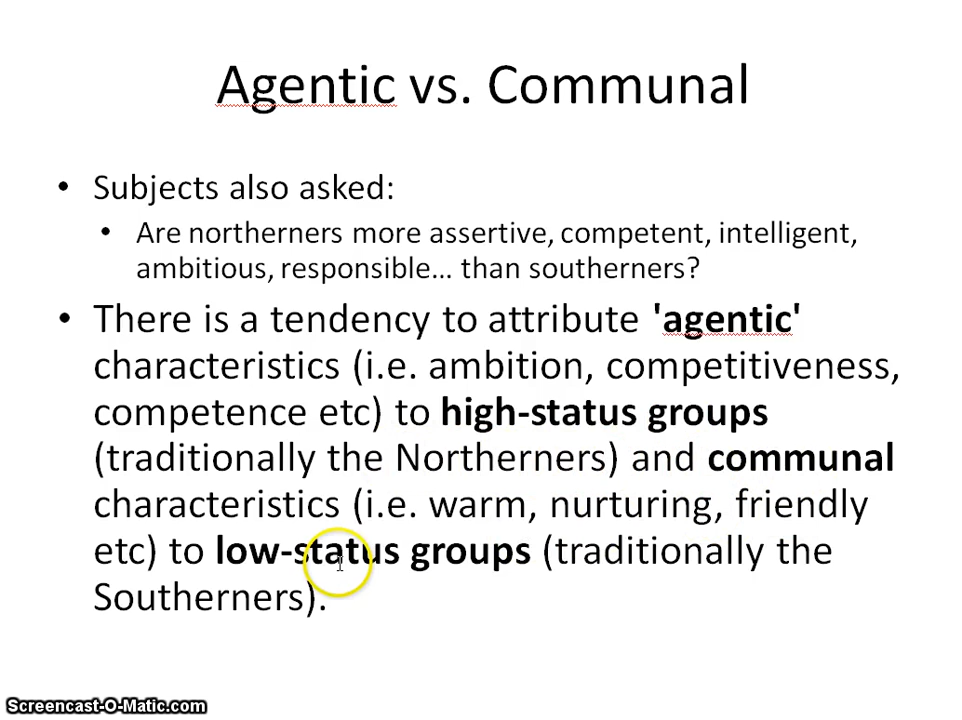 Agentic vs. Communal
• Subjects also asked:
• Are northerners more assertive, competent, intelligent,
ambitious, responsible… than southerners?
• There is a tendency to attribute 'agentic'
characteristics (i.e. ambition, competitiveness,
competence etc) to high-status groups
(traditionally the Northerners) and communal
characteristics (i.e. warm, nurturing, friendly
etc) to low-status groups (traditionally the
Southerners).
Screencast-O-Matic.com